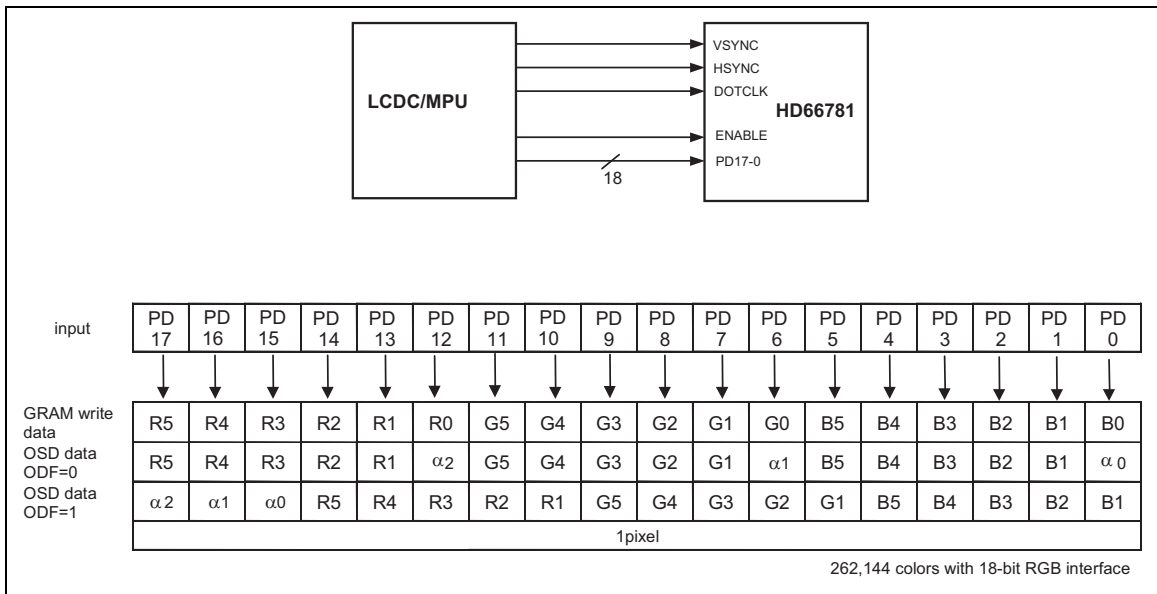 VSYNC
HSYNC
LCDC/MPU
DOTCLK
HD66781
ENABLE
PD17-0
18
input PD 17 PD 16 PD 15 PD 14 PD 13 PD 12 PD 11 PD 10 PD 9 PD 8 PD 7 PD 6 PD 5 PD 4 PD 3 PD 2 PD 1 PD 0
GRAM write data R5 R4 R3 R2 R1 R0 G5 G4 G3 G2 G1 G0 B5 B4 B3 B2 B1 B0
OSD data ODF=0 R5 R4 R3 R2 R1 α2 G5 G4 G3 G2 G1 α1 B5 B4 B3 B2 B1 α0
OSD data ODF=1 α2 α1 α0 R5 R4 R3 R2 R1 G5 G4 G3 G2 G1 B5 B4 B3 B2 B1
1pixel
262,144 colors with 18-bit RGB interface